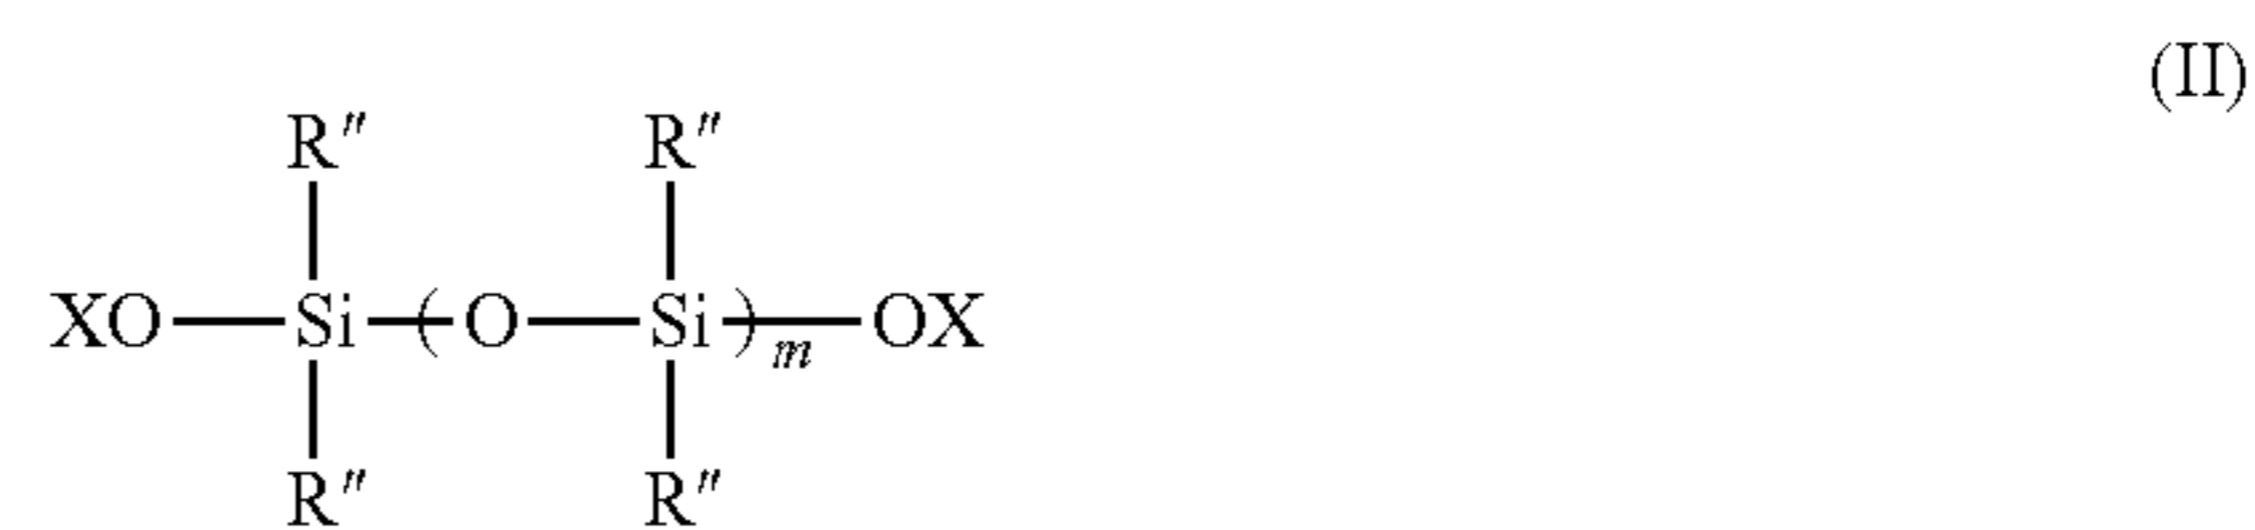 (II)
R″ R″
XO—Si—(O—Si)m—OX
R″ R″